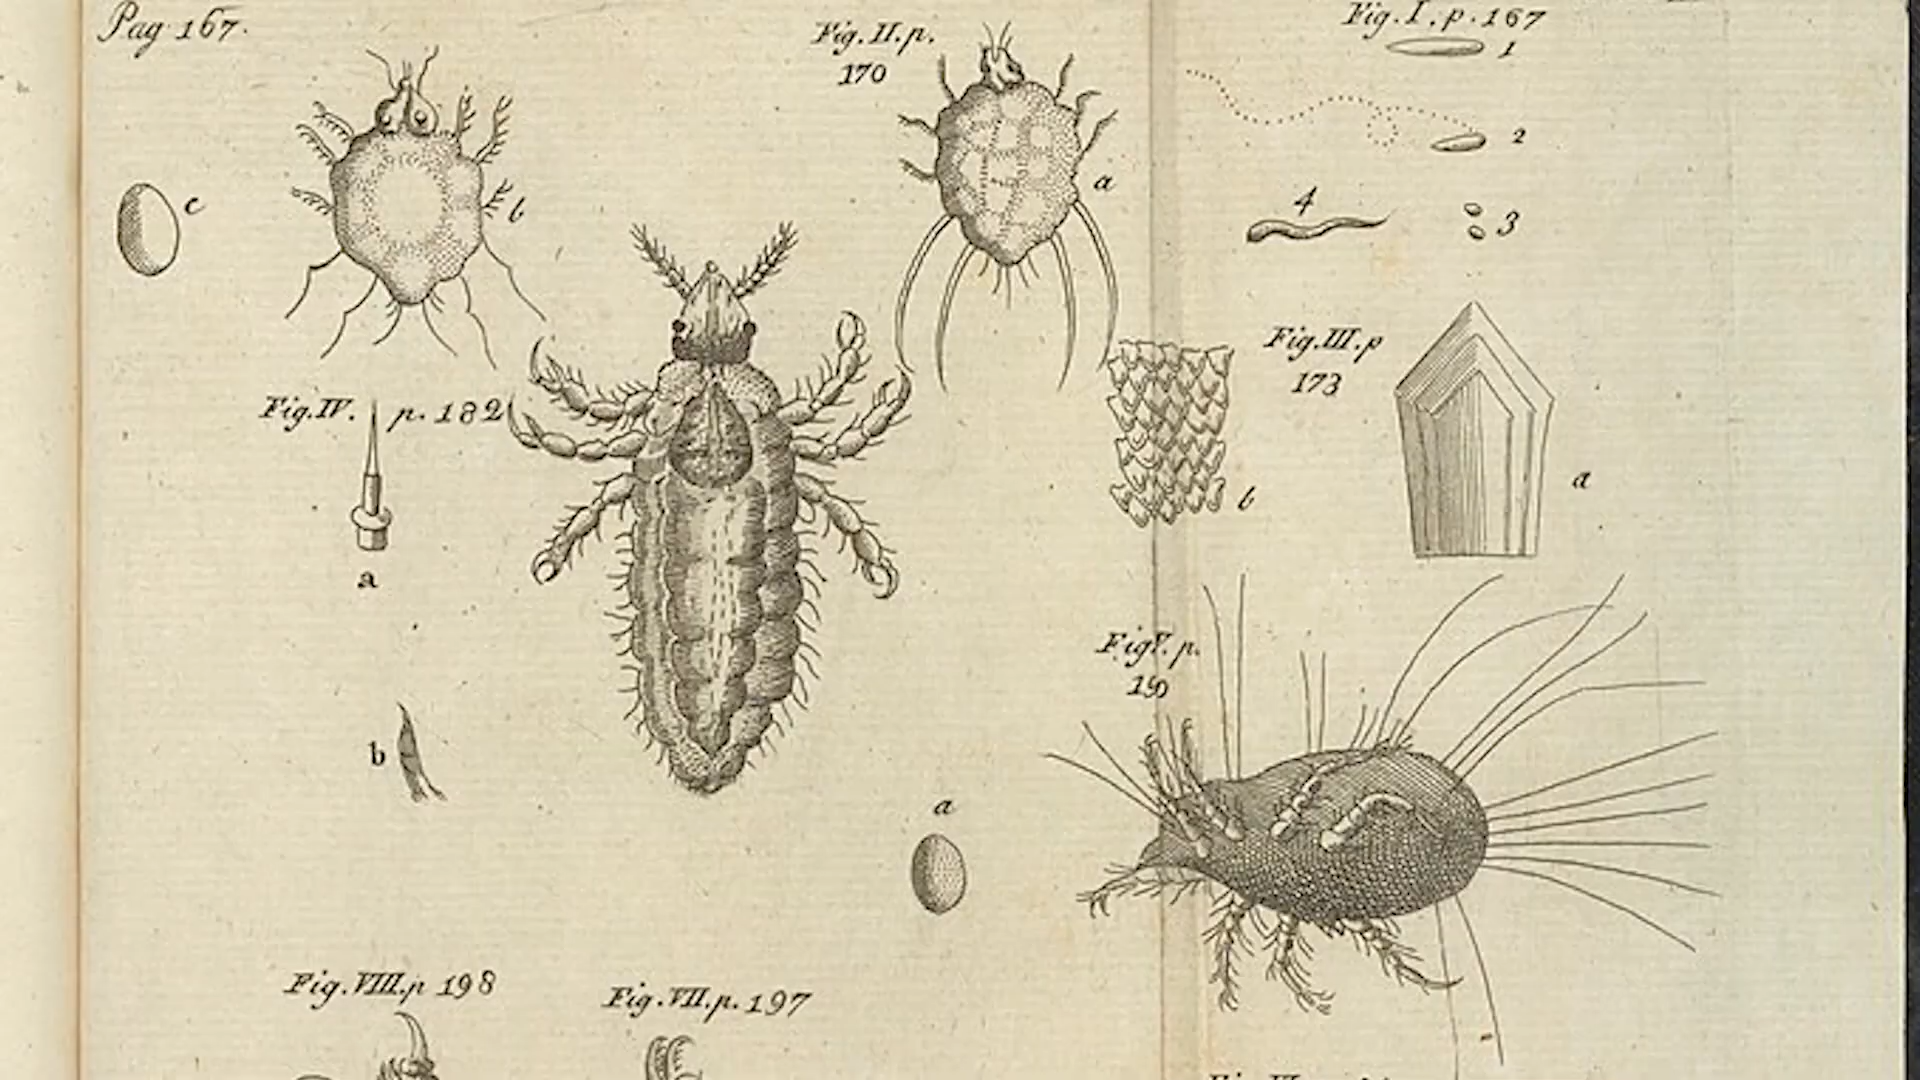 Pag 167.
Fig. II. p.
170
Fig. I. p. 167
1
2
3
4
c
b
a
Fig. III. p
173
a
b
Fig. IV. p. 182
a
b
Fig V. p.
190
a
Fig. VIII. p 198
Fig. VII. p. 197